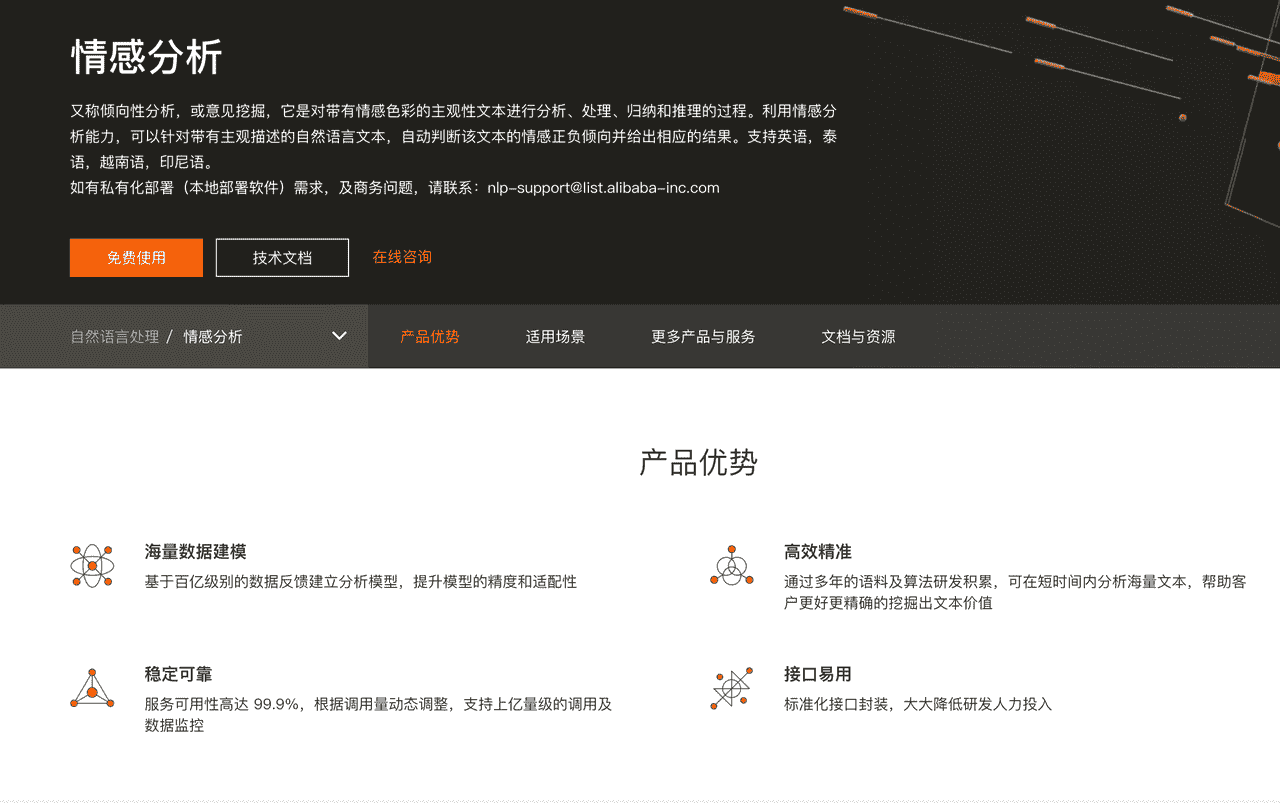 情感分析
又称倾向性分析，或意见挖掘，它是对带有情感色彩的主观性文本进行分析、处理、归纳和推理的过程。利用情感分
析能力，可以针对带有主观描述的自然语言文本，自动判断该文本的情感正负倾向并给出相应的结果。支持英语，泰
语，越南语，印尼语。
如有私有化部署（本地部署软件）需求，及商务问题，请联系：nlp-support@list.alibaba-inc.com
免费使用 技术文档 在线咨询
自然语言处理 / 情感分析 产品优势 适用场景 更多产品与服务 文档与资源
产品优势
海量数据建模
基于百亿级别的数据反馈建立分析模型，提升模型的精度和适配性
高效精准
通过多年的语料及算法研发积累，可在短时间内分析海量文本，帮助客
户更好更精确的挖掘出文本价值
稳定可靠
服务可用性高达 99.9%，根据调用量动态调整，支持上亿量级的调用及
数据监控
接口易用
标准化接口封装，大大降低研发人力投入